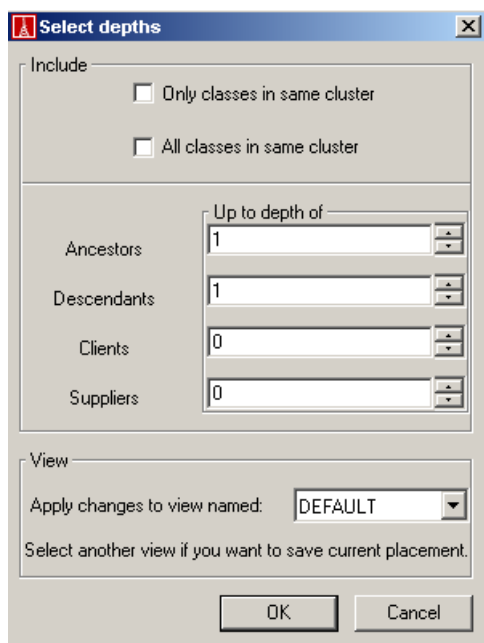 Select depths
Include
Only classes in same cluster
All classes in same cluster
Up to depth of
Ancestors 1
Descendants 1
Clients 0
Suppliers 0
View
Apply changes to view named: DEFAULT
Select another view if you want to save current placement.
OK Cancel